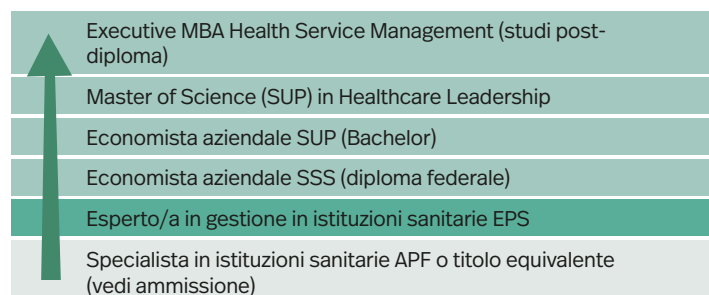 Executive MBA Health Service Management (studi post-
diploma)
Master of Science (SUP) in Healthcare Leadership
Economista aziendale SUP (Bachelor)
Economista aziendale SSS (diploma federale)
Esperto/a in gestione in istituzioni sanitarie EPS
Specialista in istituzioni sanitarie APF o titolo equivalente
(vedi ammissione)